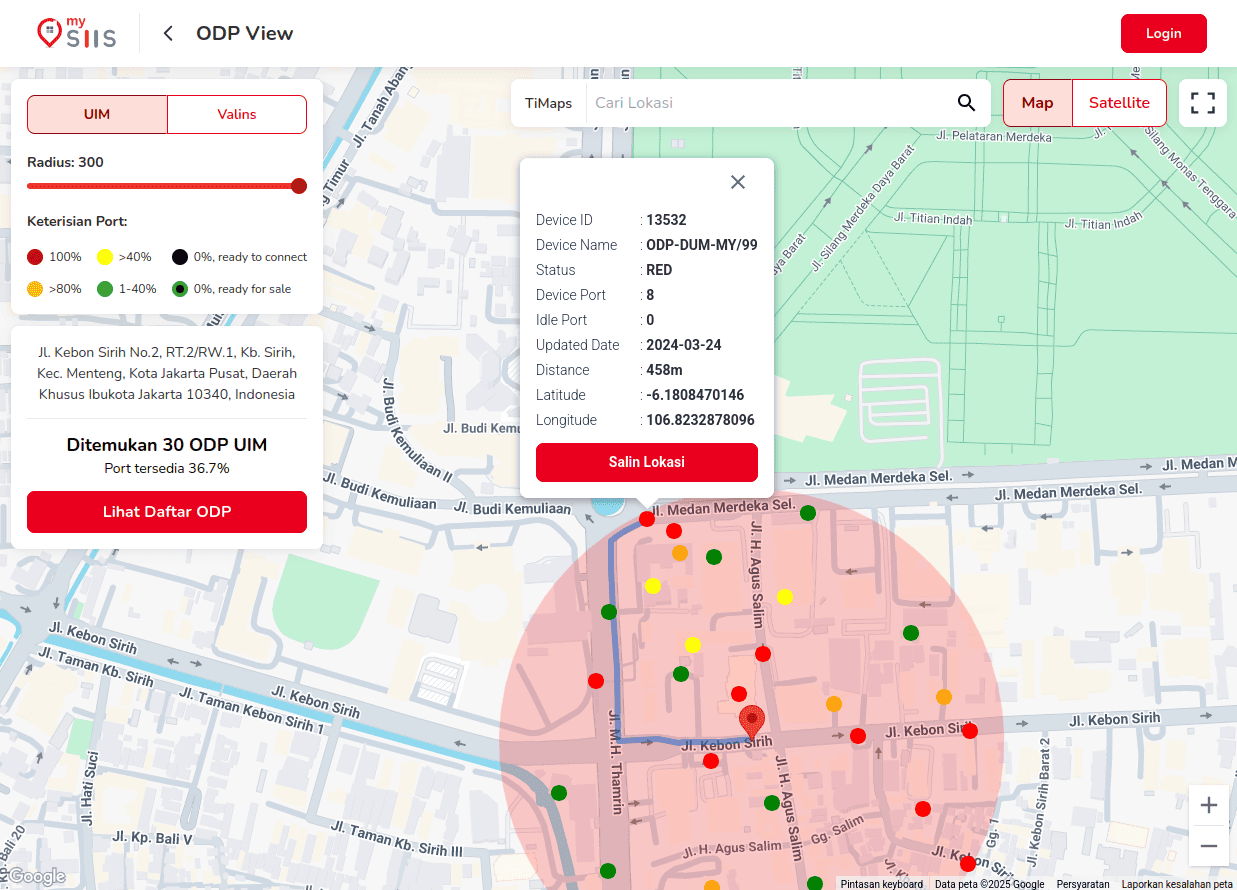 my
SIIS
ODP View
Login
UIM
Valins
Radius: 300
Keterisian Port:
100%
>40%
0%, ready to connect
>80%
1-40%
0%, ready for sale
Jl. Kebon Sirih No.2, RT.2/RW.1, Kb. Sirih,
Kec. Menteng, Kota Jakarta Pusat, Daerah
Khusus Ibukota Jakarta 10340, Indonesia
Ditemukan 30 ODP UIM
Port tersedia 36.7%
Lihat Daftar ODP
TiMaps
Cari Lokasi
Map
Satellite
Device ID : 13532
Device Name : ODP-DUM-MY/99
Status : RED
Device Port : 8
Idle Port : 0
Updated Date : 2024-03-24
Distance : 458m
Latitude : -6.1808470146
Longitude : 106.8232878096
Salin Lokasi
Jl. Tanah Abang
Timur
Jl. Pelataran Merdeka
Silang Monas Tenggara
Jl. Silang Merdeka Daya Barat
Jl. Titian Indah
Jl. Titian Indah
aya Barat
Jl. Budi Kemuliaan II
Jl. Budi Kemu
Jl. Budi Kemuliaan
Jl. Budi Kemuliaan
Jl. Medan Merdeka Sel.
Jl. Medan M
Jl. Medan Merdeka Sel.
Jl. Medan Merdeka Sel.
Jl. H. Agus Salim
Jl. Kebon Sirih
Jl. Taman Kb. Sirih
Jl. Taman Kebon Sirih 1
Jl. Kebon Sirih
Jl. M.H. Thamrin
Jl. Kebon Sirih
Jl. Kebon Sirih
Jl. Kebon Sirih
Jl. Hati Suci
Jl. H. Agus Salim
Jl. Kebon Sirih Barat 2
Jl. Kp. Bali V
Jl. Taman Kb. Sirih III
Jl. H. Agus Salim
Gg. Salim
Gg. 1
Google
Pintasan keyboard
Data peta ©2025 Google
Persyaratan
Laporkan kesalahan peta